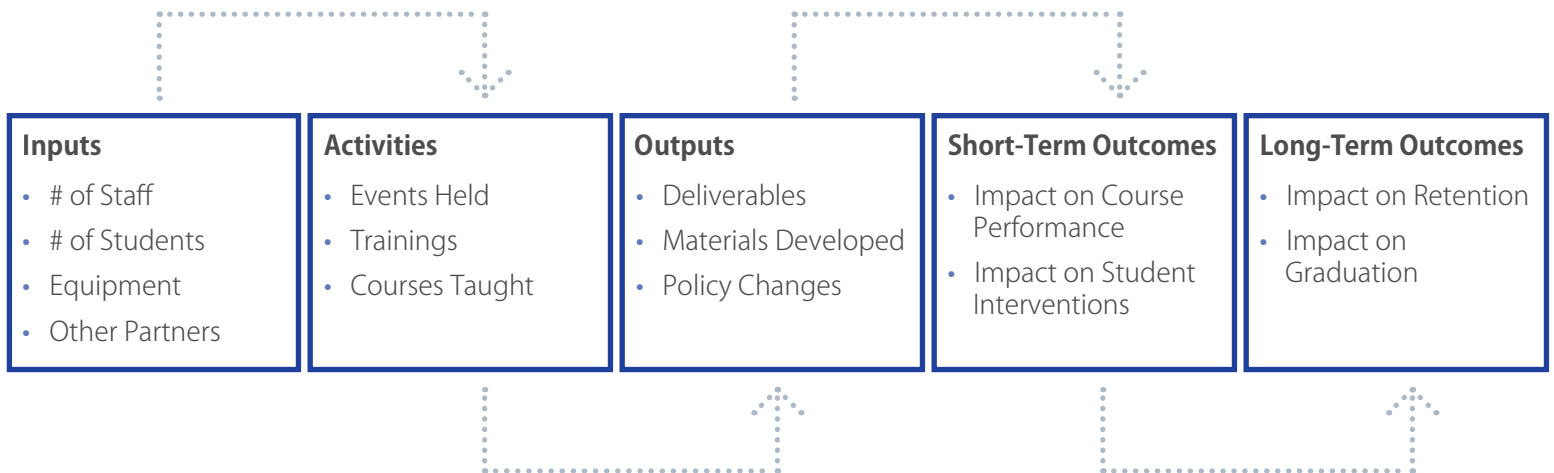 Inputs
• # of Staff
• # of Students
• Equipment
• Other Partners
Activities
• Events Held
• Trainings
• Courses Taught
Outputs
• Deliverables
• Materials Developed
• Policy Changes
Short-Term Outcomes
• Impact on Course
Performance
• Impact on Student
Interventions
Long-Term Outcomes
• Impact on Retention
• Impact on
Graduation